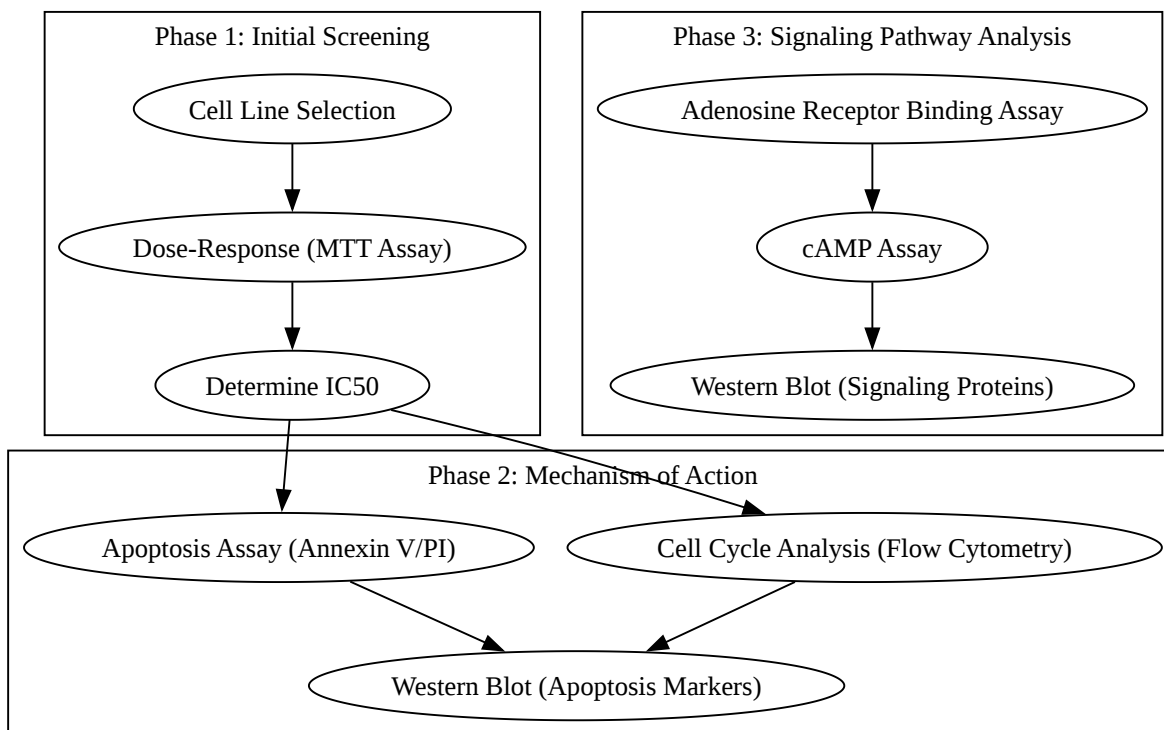 Phase 1: Initial Screening
Cell Line Selection
Dose-Response (MTT Assay)
Determine IC50
Phase 3: Signaling Pathway Analysis
Adenosine Receptor Binding Assay
cAMP Assay
Western Blot (Signaling Proteins)
Phase 2: Mechanism of Action
Apoptosis Assay (Annexin V/PI)
Cell Cycle Analysis (Flow Cytometry)
Western Blot (Apoptosis Markers)